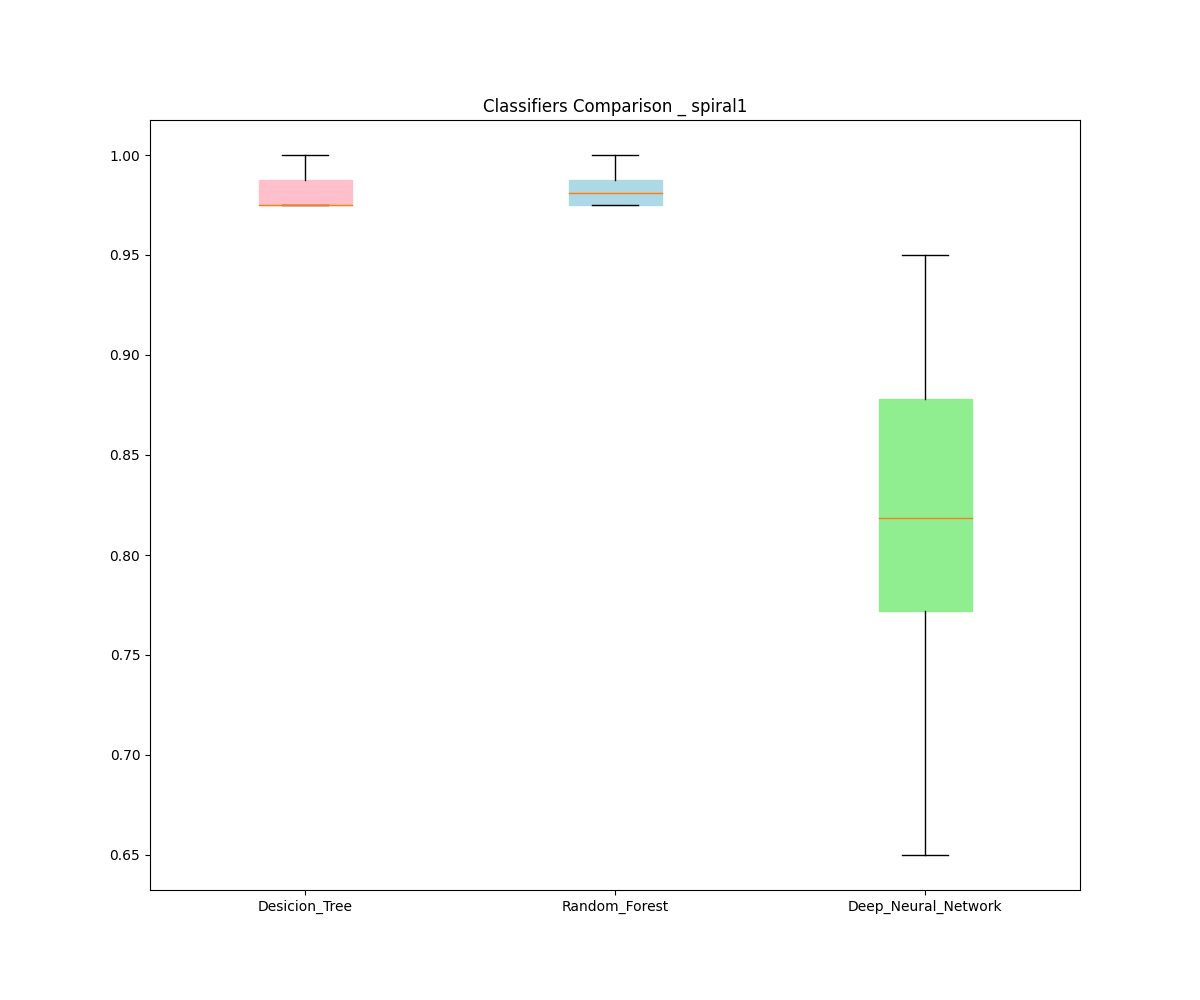 Classifiers Comparison _ spiral1
1.00
0.95
0.90
0.85
0.80
0.75
0.70
0.65
Desicion_Tree
Random_Forest
Deep_Neural_Network